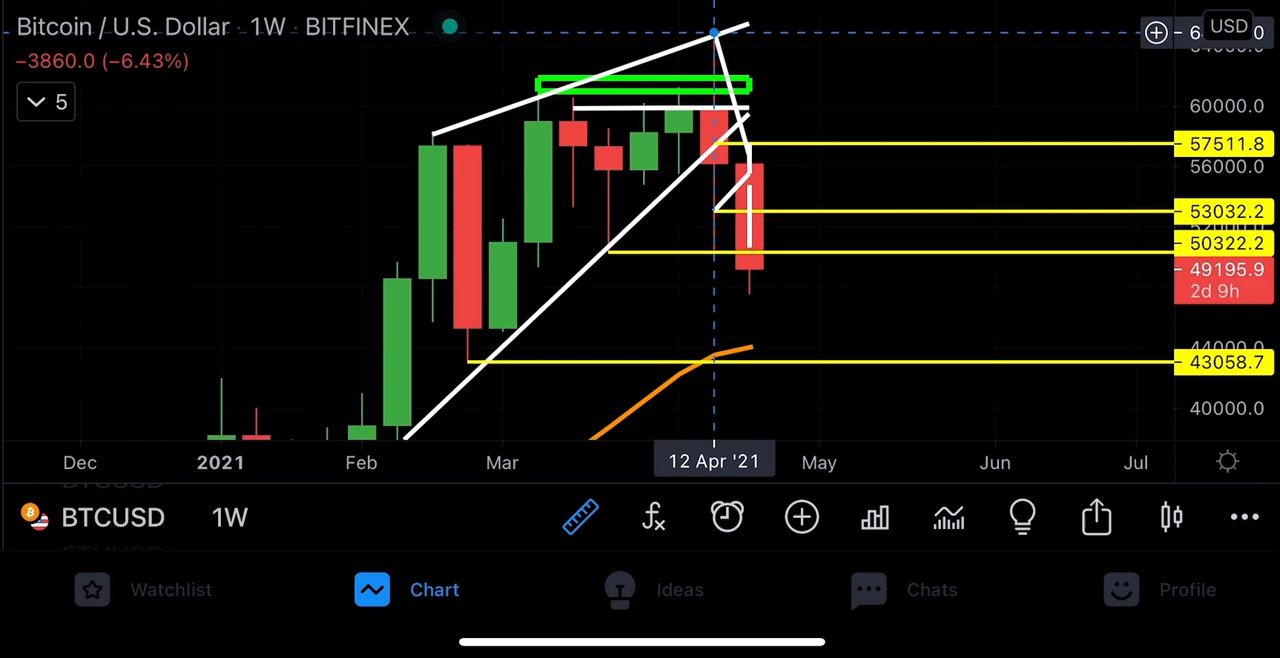 Bitcoin / U.S. Dollar · 1W · BITFINEX
−3860.0 (−6.43%)
5
USD
60000.0
57511.8
56000.0
53032.2
52000.0
50322.2
49195.9
2d 9h
44000.0
43058.7
40000.0
Dec 2021 Feb Mar 12 Apr '21 May Jun Jul
BTCUSD 1W
Watchlist Chart Ideas Chats Profile